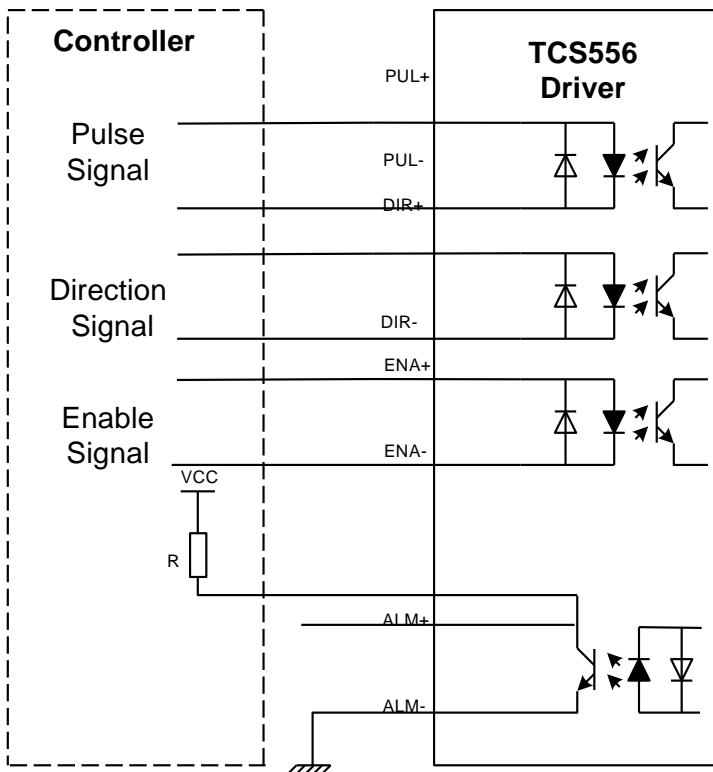 Controller
TCS556
Driver
PUL+
Pulse
Signal
PUL-
DIR+
Direction
Signal
DIR-
ENA+
Enable
Signal
ENA-
VCC
R
ALM+
ALM-